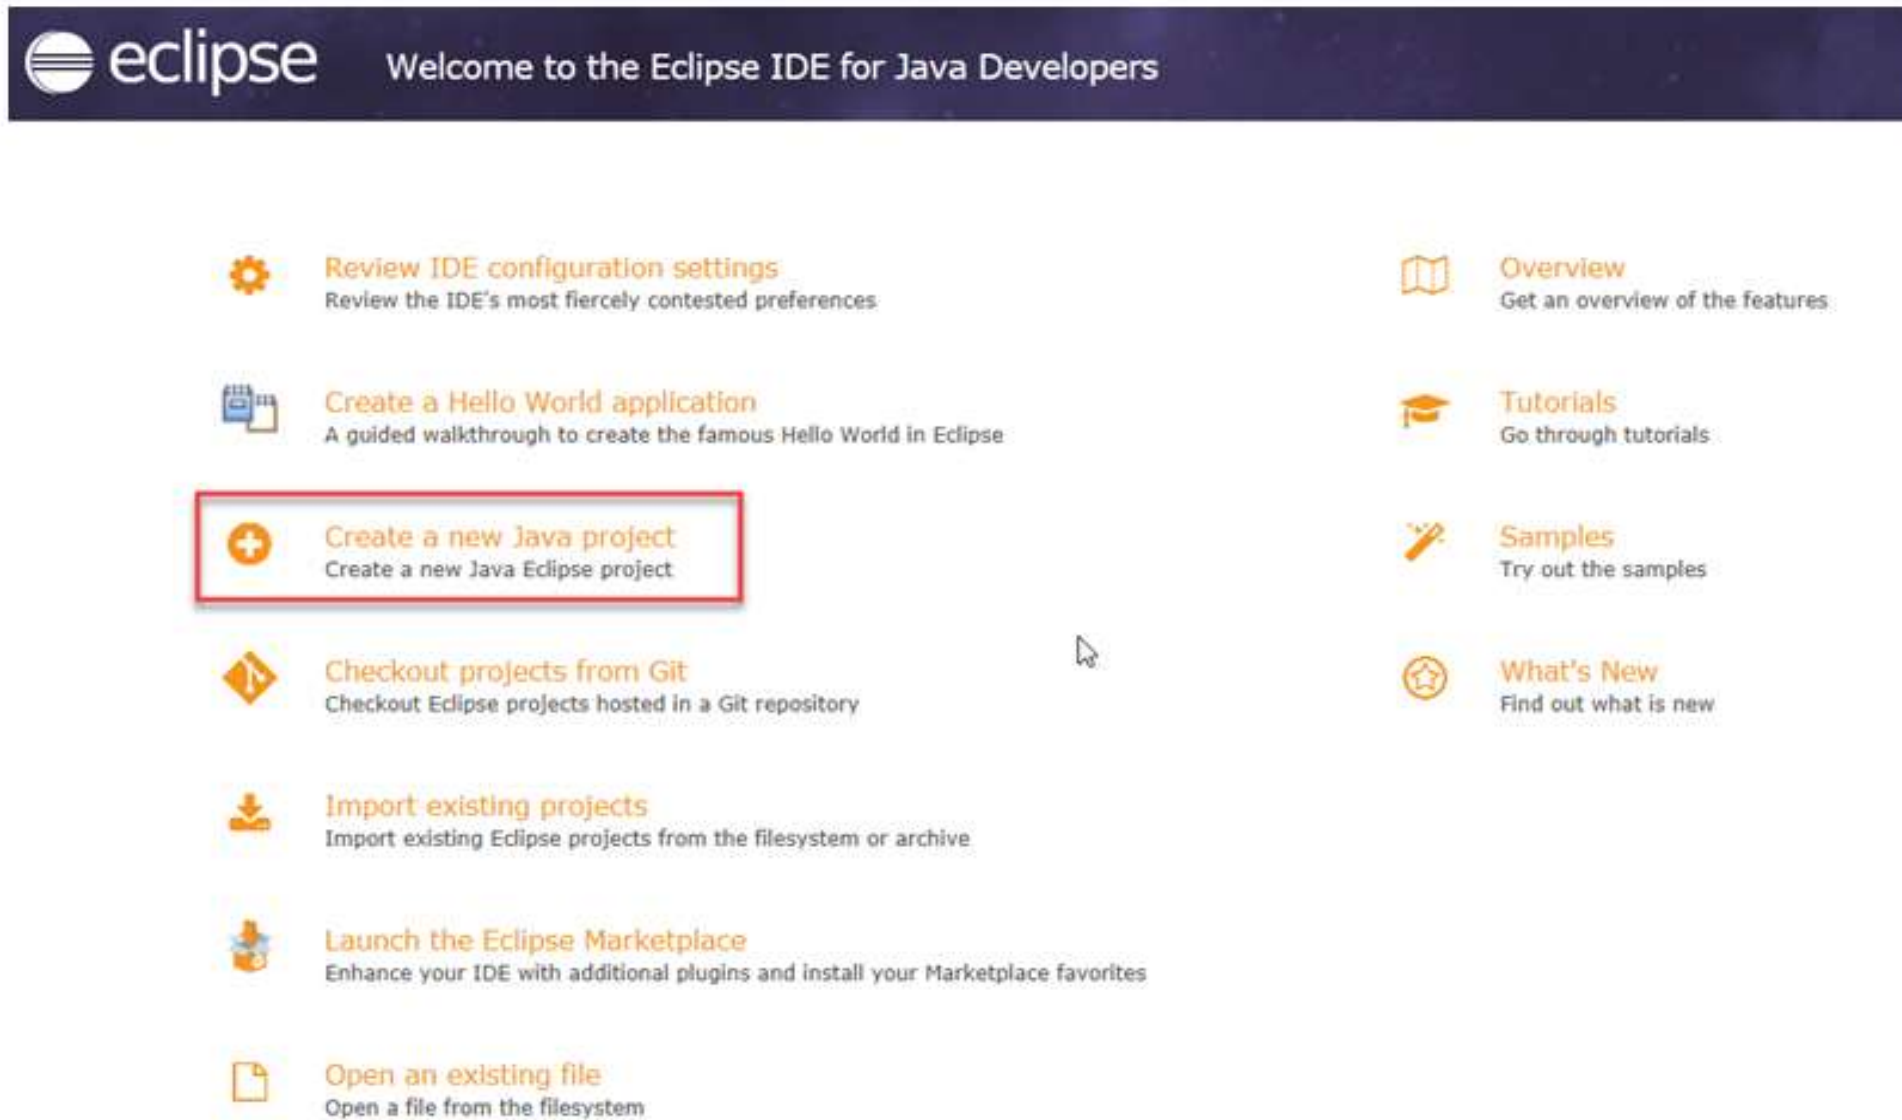 eclipse Welcome to the Eclipse IDE for Java Developers
Review IDE configuration settings
Review the IDE's most fiercely contested preferences
Create a Hello World application
A guided walkthrough to create the famous Hello World in Eclipse
Create a new Java project
Create a new Java Eclipse project
Checkout projects from Git
Checkout Eclipse projects hosted in a Git repository
Import existing projects
Import existing Eclipse projects from the filesystem or archive
Launch the Eclipse Marketplace
Enhance your IDE with additional plugins and install your Marketplace favorites
Open an existing file
Open a file from the filesystem
Overview
Get an overview of the features
Tutorials
Go through tutorials
Samples
Try out the samples
What's New
Find out what is new